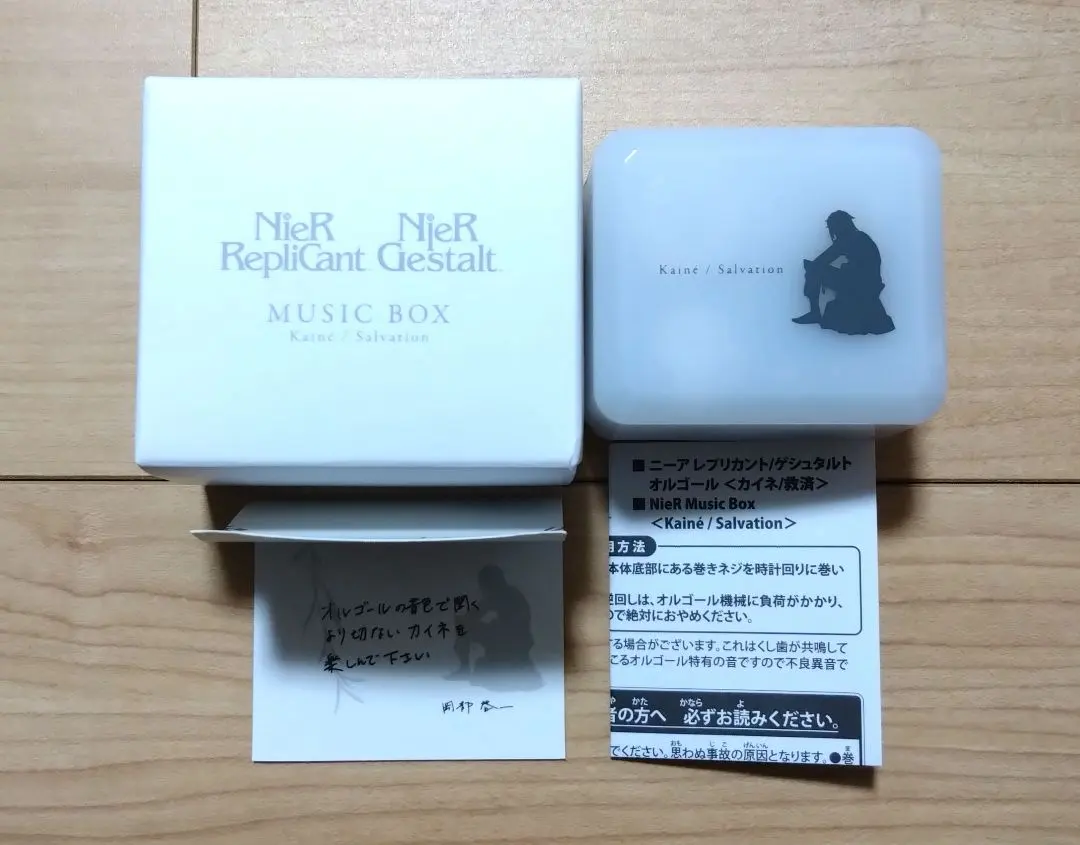 NieR RepliCant NieR Gestalt
MUSIC BOX
Kainé / Salvation
Kainé / Salvation
オルゴールの音色で聞く
より切ないカイネを
楽しんで下さい
岡部 啓一
■ ニーア レプリカント/ゲシュタルト
オルゴール <カイネ/救済>
■ NieR Music Box
<Kainé / Salvation>
用方法
本体底部にある巻きネジを時計回りに巻い
逆回しは、オルゴール機械に負荷がかかり、
ので絶対におやめください。
する場合がございます。これはくし歯が共鳴して
こるオルゴール特有の音ですので不良異音で
者の方へ 必ずお読みください。
でください。思わぬ事故の原因となります。●巻